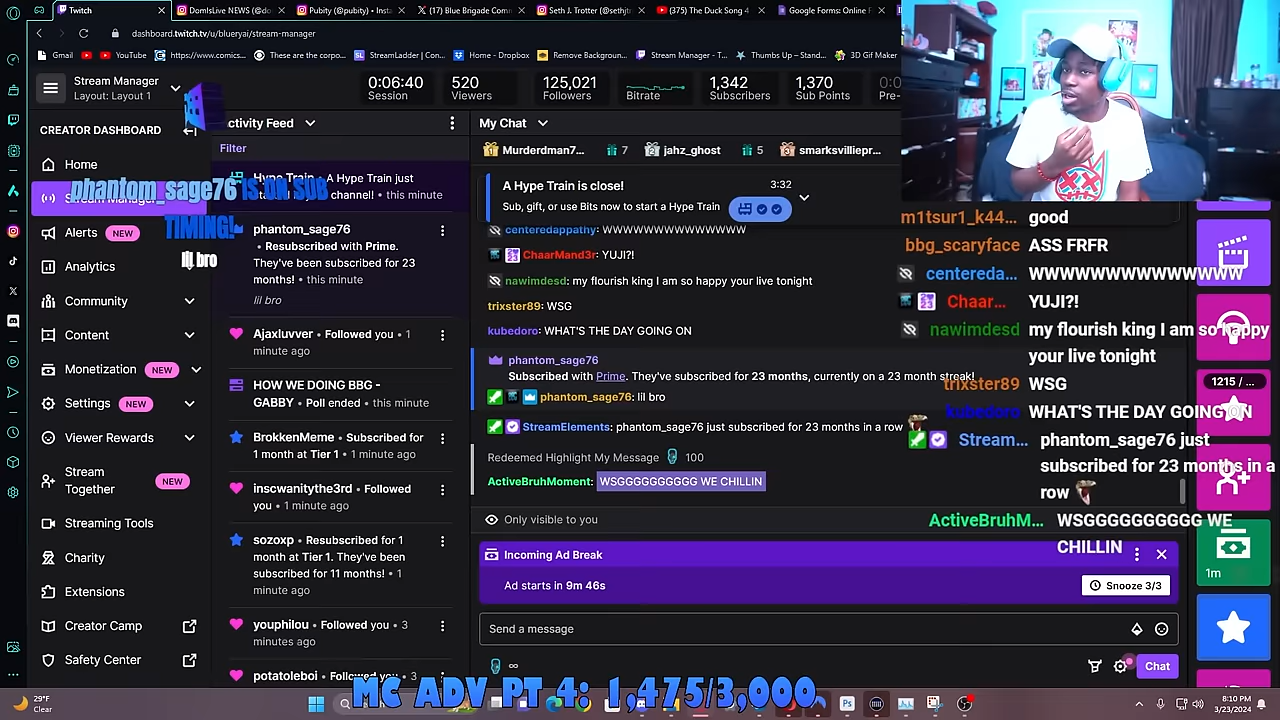 Twitch
DomIsLive NEWS (@do
Pubity (@pubity) • Inst
(17) Blue Brigade Comm
Seth J. Trotter (@sethjt
(375) The Duck Song 4
Google Forms: Online F
dashboard.twitch.tv/u/blueryai/stream-manager
Gmail
YouTube
https://www.comics...
These are the corpo...
StreamLadder | Con...
Home - Dropbox
Remove Backgroun...
Stream Manager - T...
Thumbs Up - Stand...
3D Gif Maker
Stream Manager
Layout: Layout 1
0:06:40
Session
520
Viewers
125,021
Followers
Bitrate
1,342
Subscribers
1,370
Sub Points
Pre-
CREATOR DASHBOARD
Home
Alerts NEW
Analytics
Community
Content
Monetization NEW
Settings NEW
Viewer Rewards
Stream Together NEW
Streaming Tools
Charity
Extensions
Creator Camp
Safety Center
phantom_sage76 IS ON SUB
TIMING!
lil bro
ctivity Feed
Filter
Hype Train • A Hype Train just
channel! • this minute
phantom_sage76
• Resubscribed with Prime.
They've been subscribed for 23
months! • this minute
lil bro
Ajaxluvver • Followed you • 1
minute ago
HOW WE DOING BBG -
GABBY • Poll ended • this minute
BrokkenMeme • Subscribed for
1 month at Tier 1 • 1 minute ago
inscwanitythe3rd • Followed
you • 1 minute ago
sozoxp • Resubscribed for 1
month at Tier 1. They've been
subscribed for 11 months! • 1
minute ago
youphilou • Followed you • 3
minutes ago
potatoleboi • Followed you • 3
My Chat
Murderdman7... 7
jahz_ghost 5
smarksvilliepr...
A Hype Train is close! 3:32
Sub, gift, or use Bits now to start a Hype Train
centeredappathy: WWWWWWWWWWWWWW
ChaarMand3r: YUJI?!
nawimdesd: my flourish king I am so happy your live tonight
trixster89: WSG
kubedoro: WHAT'S THE DAY GOING ON
phantom_sage76
Subscribed with Prime. They've subscribed for 23 months, currently on a 23 month streak!
phantom_sage76: lil bro
StreamElements: phantom_sage76 just subscribed for 23 months in a row
Redeemed Highlight My Message 100
ActiveBruhMoment: WSGGGGGGGGGG WE CHILLIN
Only visible to you
Incoming Ad Break
Ad starts in 9m 46s
Snooze 3/3
Send a message
∞
Chat
m1tsur1_k44... good
bbg_scaryface ASS FRFR
centereda... WWWWWWWWWWWWWW
Chaar... YUJI?!
nawimdesd my flourish king I am so happy
your live tonight
trixster89 WSG
kubedoro WHAT'S THE DAY GOING ON
Stream... phantom_sage76 just
subscribed for 23 months in a
row
ActiveBruhM... WSGGGGGGGGGG WE
CHILLIN
1215 / ...
1m
MC ADV PT 4: 1,475/3,000
29°F
Clear
8:10 PM
3/23/2024